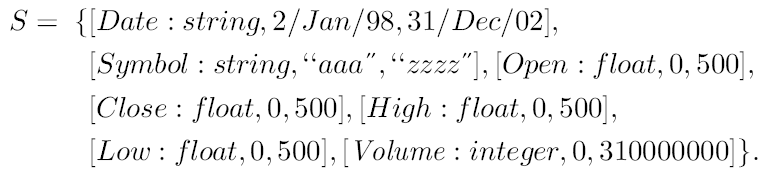 S = {[Date : string, 2/Jan/98, 31/Dec/02],
[Symbol : string, “aaa”, “zzzz”], [Open : float, 0, 500],
[Close : float, 0, 500], [High : float, 0, 500],
[Low : float, 0, 500], [Volume : integer, 0, 310000000]}.